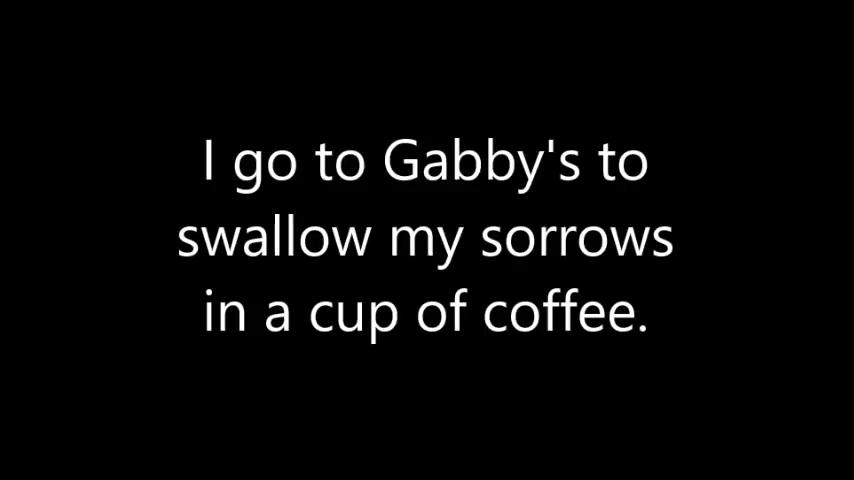 I go to Gabby's to
swallow my sorrows
in a cup of coffee.